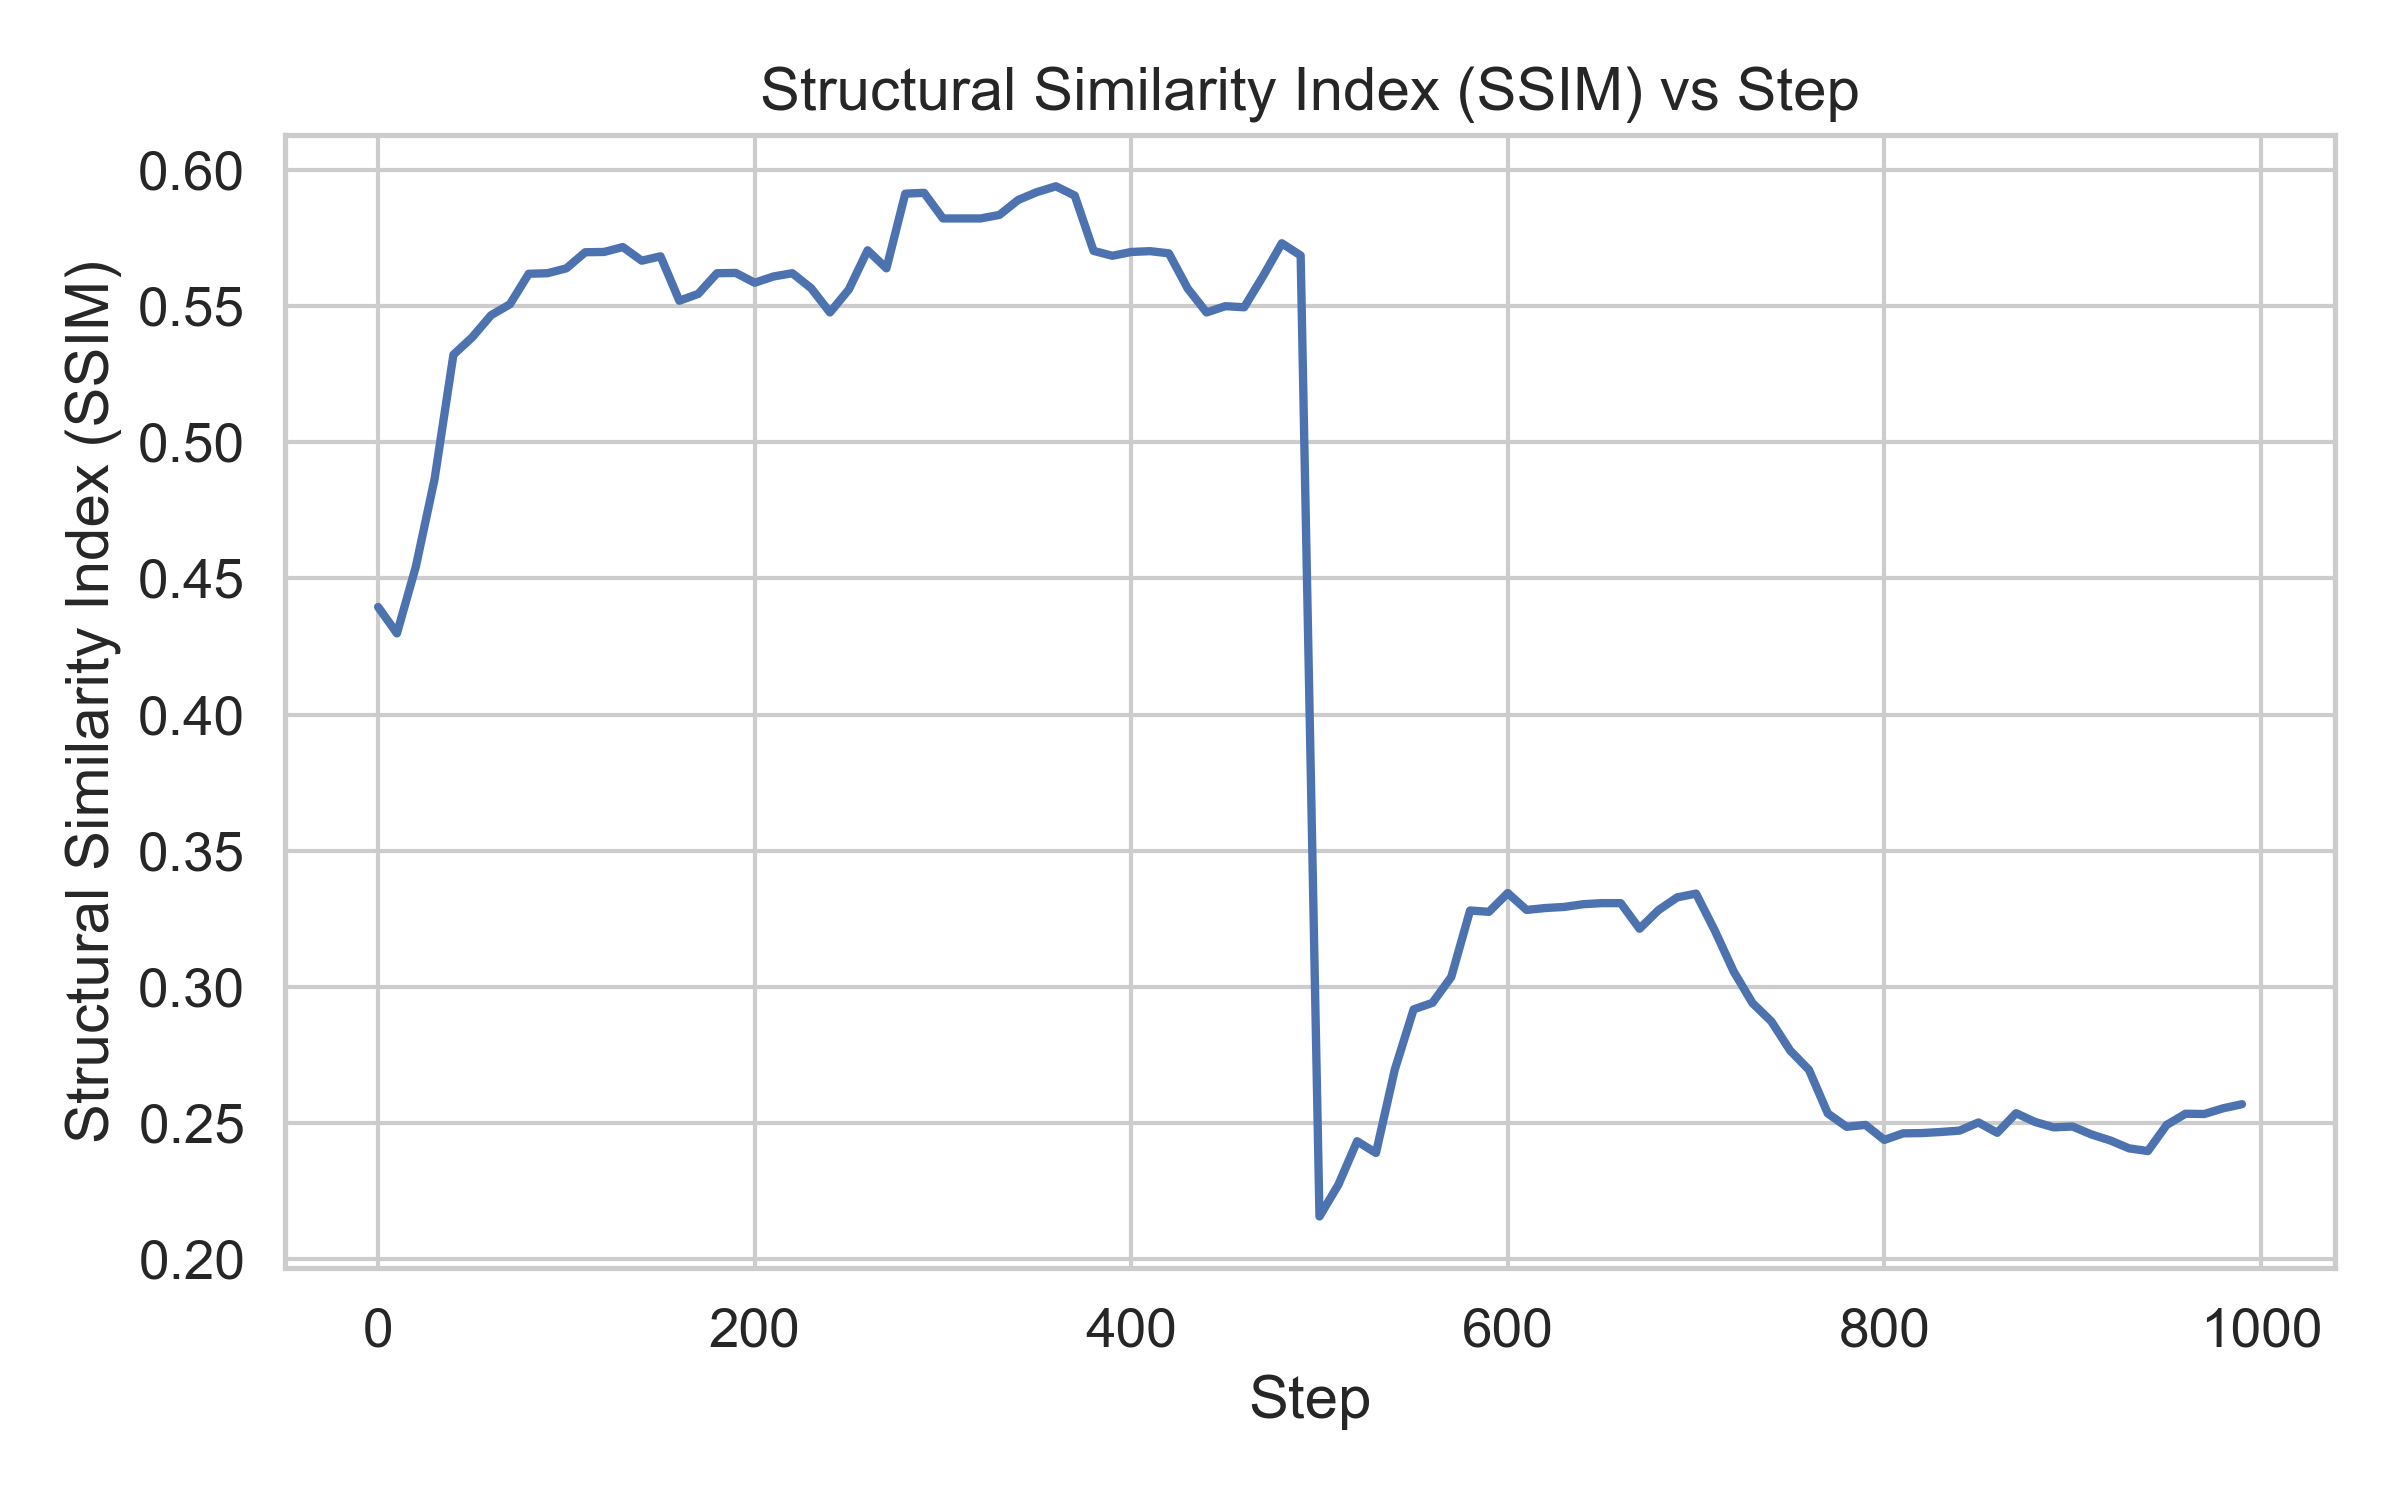 Structural Similarity Index (SSIM) vs Step
Structural Similarity Index (SSIM)
0.60
0.55
0.50
0.45
0.40
0.35
0.30
0.25
0.20
0 200 400 600 800 1000
Step